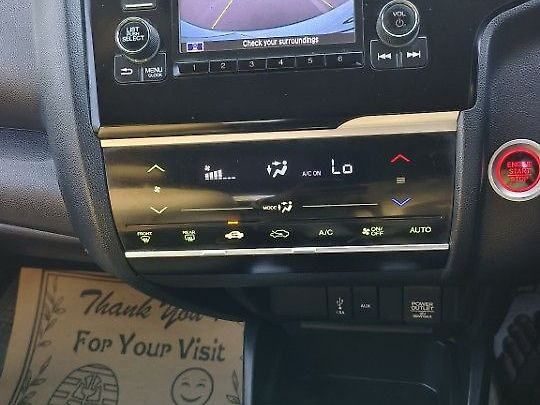 Check your surroundings
LIST
SELECT
VOL
MENU
CLOCK
1 2 3 4 5 6
A/C ON Lo
MODE
FRONT REAR A/C ON/OFF AUTO
ENGINE
START
STOP
AUX
POWER
OUTLET
Thank You
For Your Visit